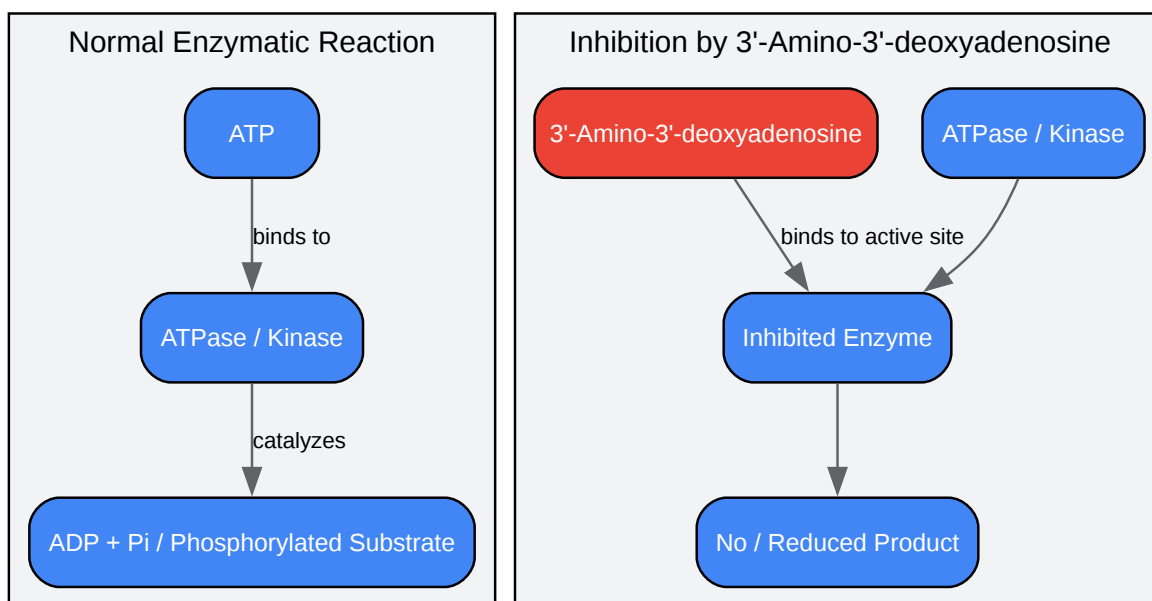 Normal Enzymatic Reaction
ATP
binds to
ATPase / Kinase
catalyzes
ADP + Pi / Phosphorylated Substrate
Inhibition by 3'-Amino-3'-deoxyadenosine
3'-Amino-3'-deoxyadenosine
ATPase / Kinase
binds to active site
Inhibited Enzyme
No / Reduced Product